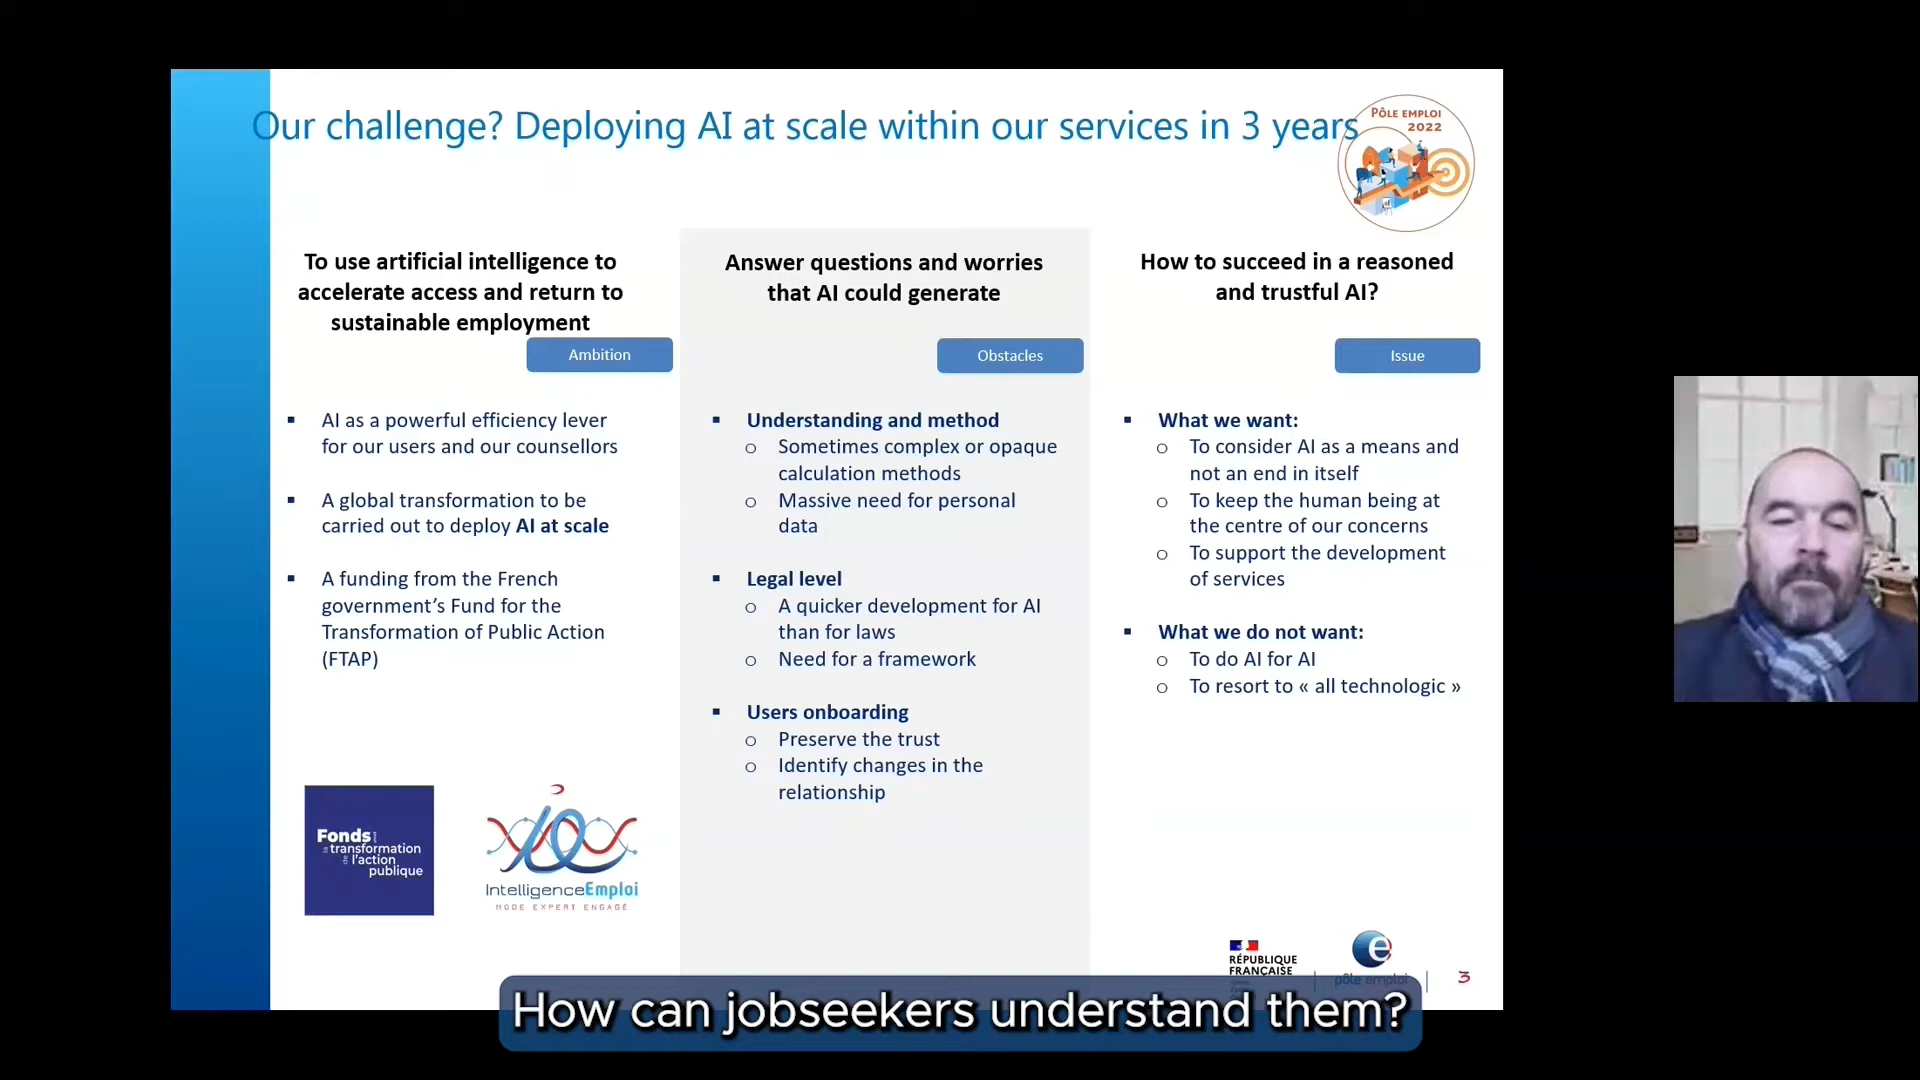 Our challenge? Deploying AI at scale within our services in 3 years
PÔLE EMPLOI
2022
To use artificial intelligence to
accelerate access and return to
sustainable employment
Ambition
▪ AI as a powerful efficiency lever
for our users and our counsellors
▪ A global transformation to be
carried out to deploy AI at scale
▪ A funding from the French
government’s Fund for the
Transformation of Public Action
(FTAP)
Fonds
transformation
l'action
publique
IntelligenceEmploi
MODE EXPERT ENGAGÉ
Answer questions and worries
that AI could generate
Obstacles
▪ Understanding and method
o Sometimes complex or opaque
calculation methods
o Massive need for personal
data
▪ Legal level
o A quicker development for AI
than for laws
o Need for a framework
▪ Users onboarding
o Preserve the trust
o Identify changes in the
relationship
How to succeed in a reasoned
and trustful AI?
Issue
▪ What we want:
o To consider AI as a means and
not an end in itself
o To keep the human being at
the centre of our concerns
o To support the development
of services
▪ What we do not want:
o To do AI for AI
o To resort to « all technologic »
RÉPUBLIQUE
FRANÇAISE
pôle emploi
3
How can jobseekers understand them?